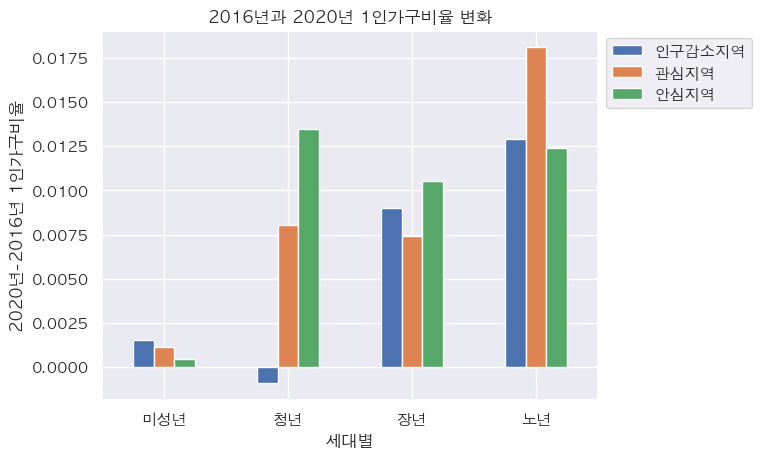 2016년과 2020년 1인가구비율 변화
2020년-2016년 1인가구비율
0.0175
0.0150
0.0125
0.0100
0.0075
0.0050
0.0025
0.0000
미성년
청년
장년
노년
세대별
인구감소지역
관심지역
안심지역